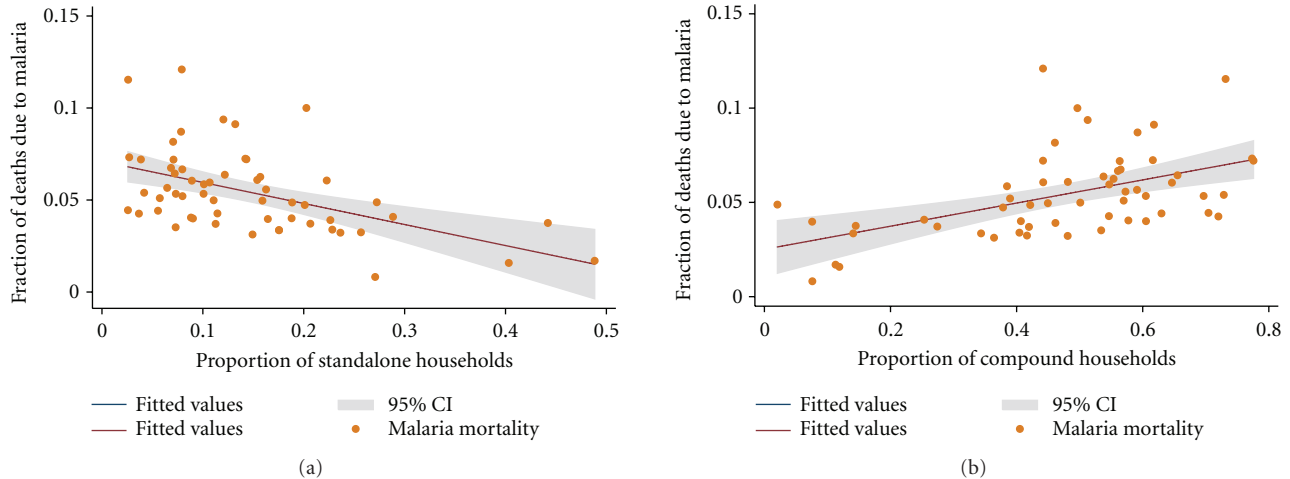 0.15
0.1
0.05
0
Fraction of deaths due to malaria
0 0.1 0.2 0.3 0.4 0.5
Proportion of standalone households
Fitted values 95% CI
Fitted values Malaria mortality
(a)
0.15
0.1
0.05
0
Fraction of deaths due to malaria
0 0.2 0.4 0.6 0.8
Proportion of compound households
Fitted values 95% CI
Fitted values Malaria mortality
(b)